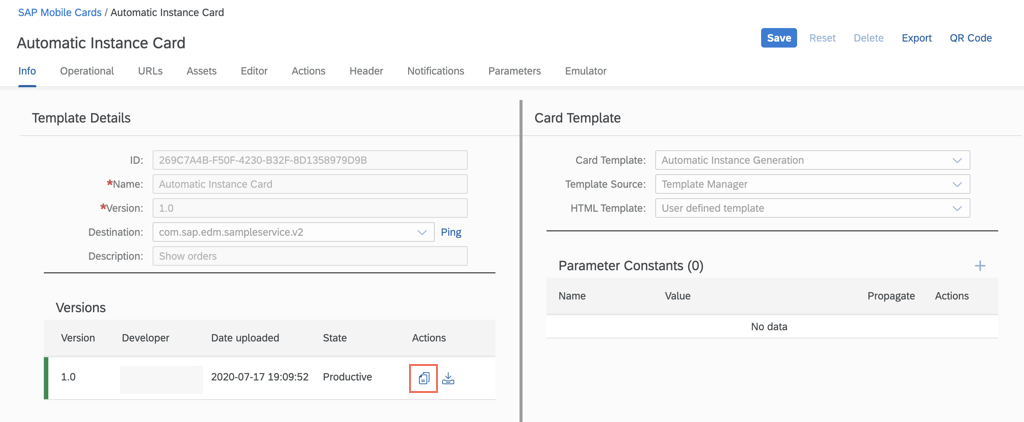 SAP Mobile Cards / Automatic Instance Card
Automatic Instance Card
Save Reset Delete Export QR Code
Info Operational URLs Assets Editor Actions Header Notifications Parameters Emulator
Template Details
ID: 269C7A4B-F50F-4230-B32F-8D1358979D9B
*Name: Automatic Instance Card
*Version: 1.0
Destination: com.sap.edm.sampleservice.v2 Ping
Description: Show orders
Versions
Version Developer Date uploaded State Actions
1.0 2020-07-17 19:09:52 Productive
Card Template
Card Template: Automatic Instance Generation
Template Source: Template Manager
HTML Template: User defined template
Parameter Constants (0)
Name Value Propagate Actions
No data